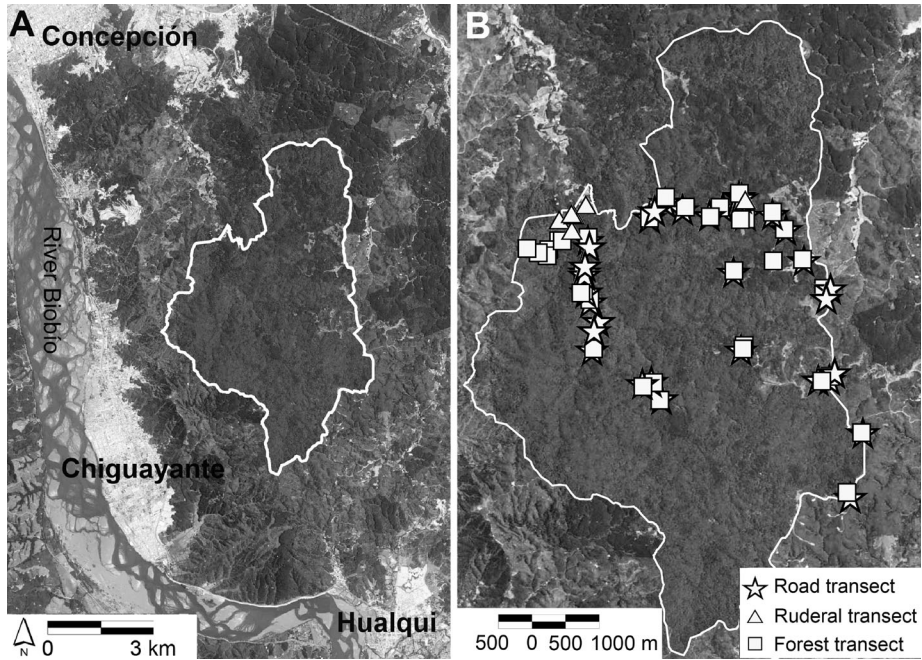 A
Concepción
River Biobío
Chiguayante
Hualqui
N
0 3 km
B
Road transect
Ruderal transect
Forest transect
500 0 500 1000 m